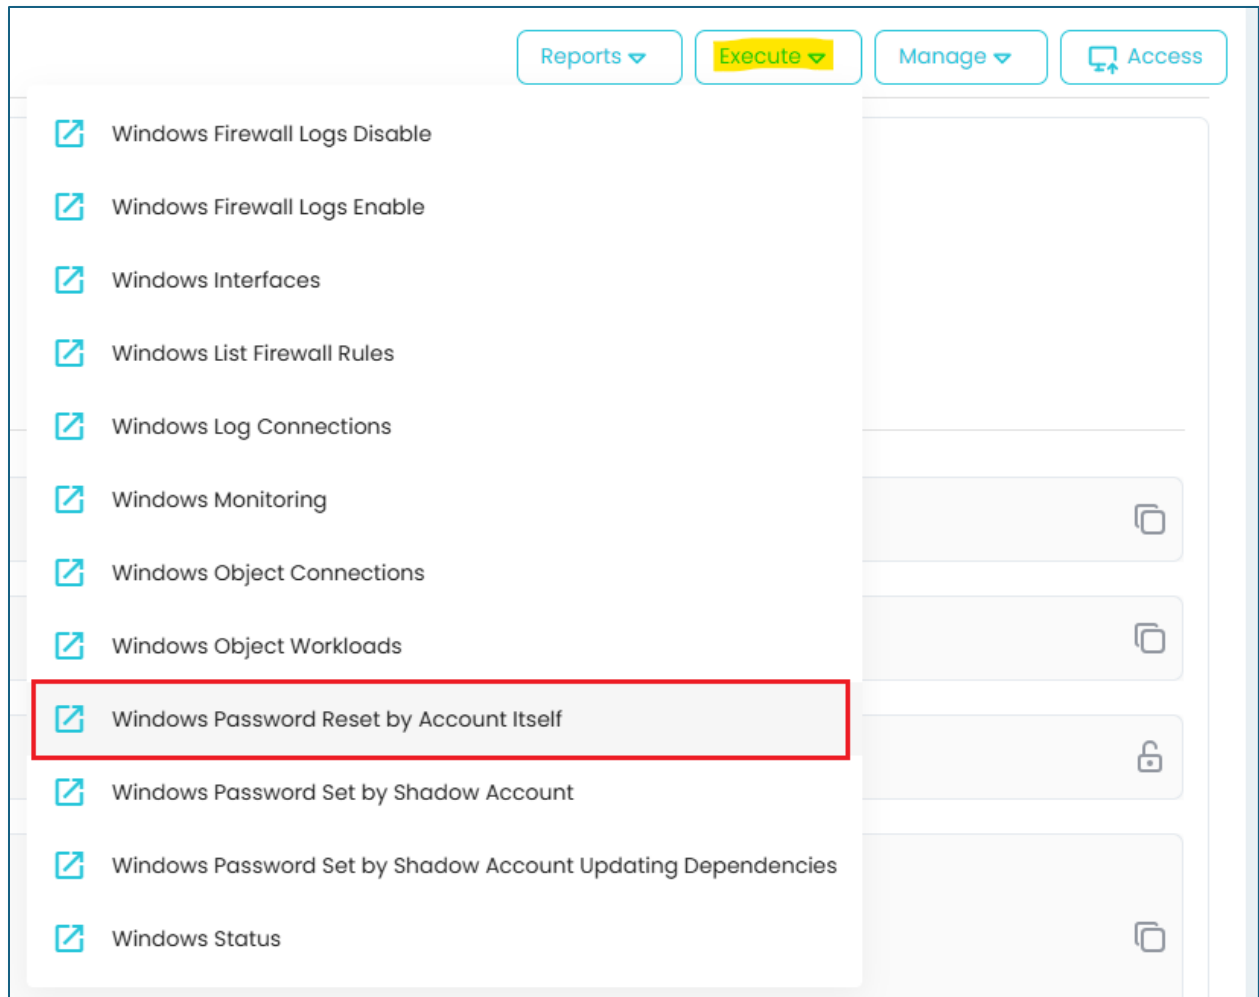 Reports
Execute
Manage
Access
Windows Firewall Logs Disable
Windows Firewall Logs Enable
Windows Interfaces
Windows List Firewall Rules
Windows Log Connections
Windows Monitoring
Windows Object Connections
Windows Object Workloads
Windows Password Reset by Account Itself
Windows Password Set by Shadow Account
Windows Password Set by Shadow Account Updating Dependencies
Windows Status